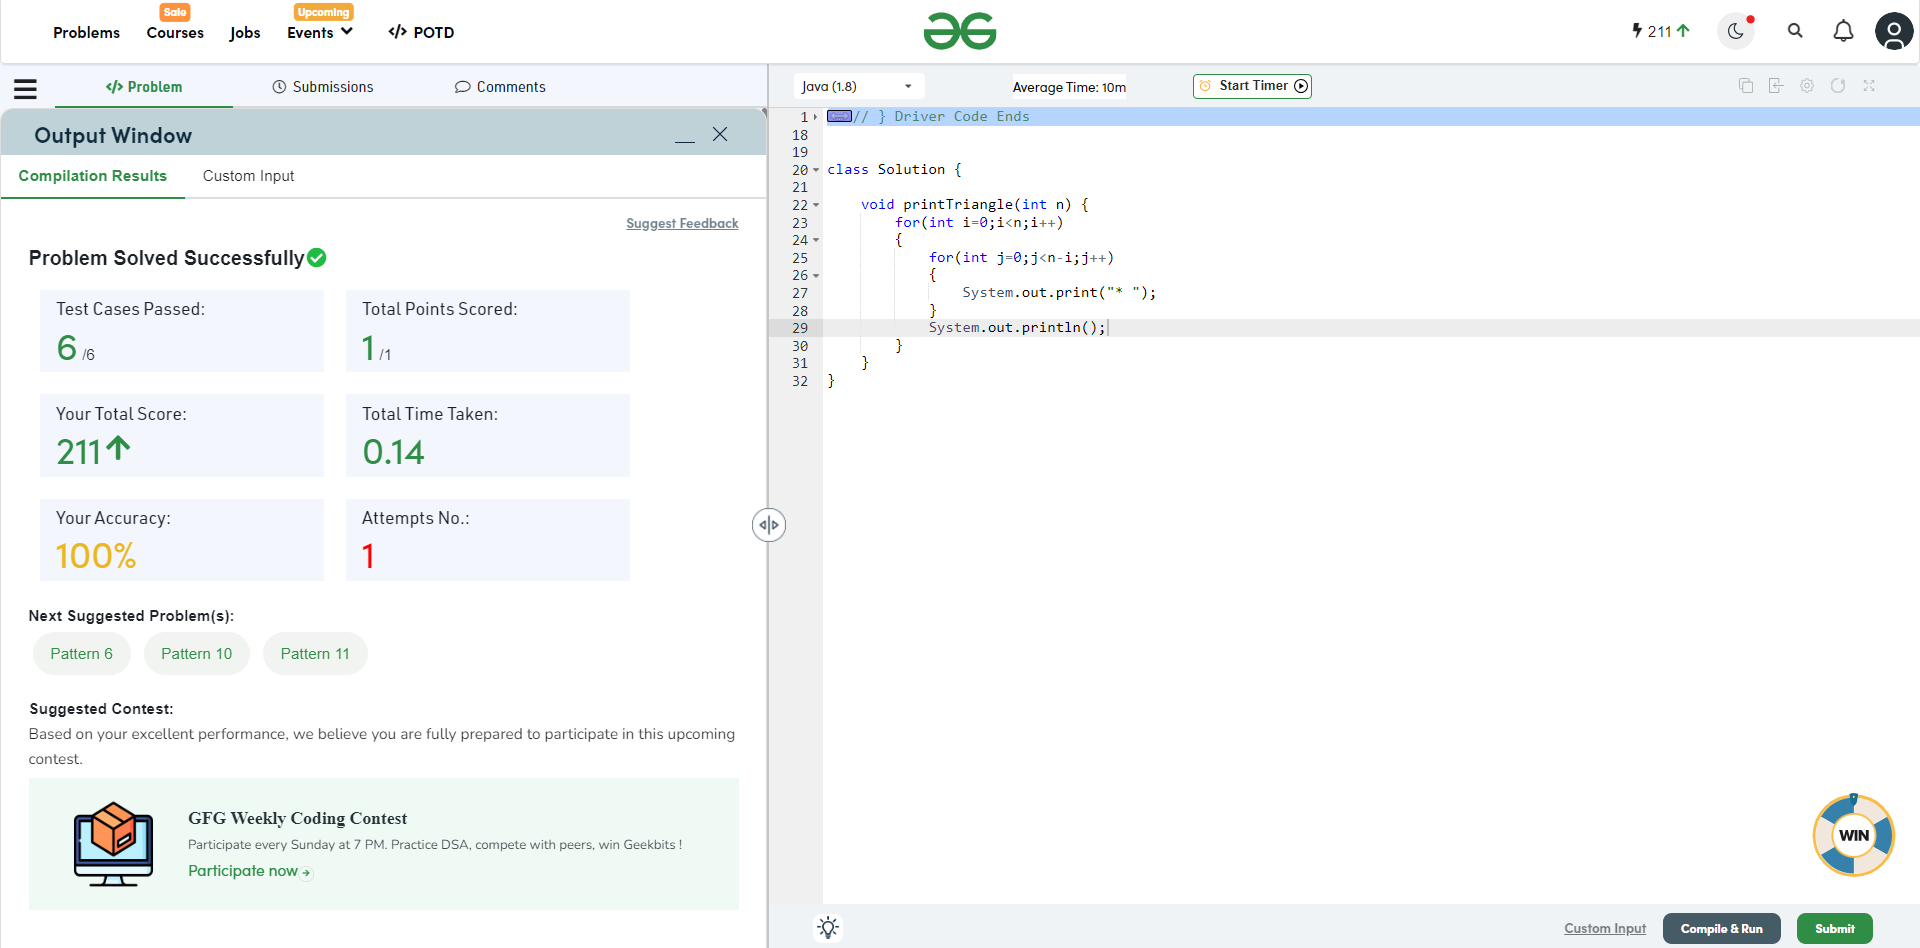 Sale
Upcoming
Problems Courses Jobs Events </> POTD
211
</> Problem Submissions Comments
Java (1.8) Average Time: 10m Start Timer
Output Window
Compilation Results Custom Input
Suggest Feedback
Problem Solved Successfully
Test Cases Passed: Total Points Scored:
6 /6 1 /1
Your Total Score: Total Time Taken:
211 0.14
Your Accuracy: Attempts No.:
100% 1
Next Suggested Problem(s):
Pattern 6 Pattern 10 Pattern 11
Suggested Contest:
Based on your excellent performance, we believe you are fully prepared to participate in this upcoming
contest.
GFG Weekly Coding Contest
Participate every Sunday at 7 PM. Practice DSA, compete with peers, win Geekbits !
Participate now
1 // } Driver Code Ends
18
19
20 class Solution {
21
22     void printTriangle(int n) {
23         for(int i=0;i<n;i++)
24         {
25             for(int j=0;j<n-i;j++)
26             {
27                 System.out.print("* ");
28             }
29             System.out.println();
30         }
31     }
32 }
WIN
Custom Input Compile & Run Submit